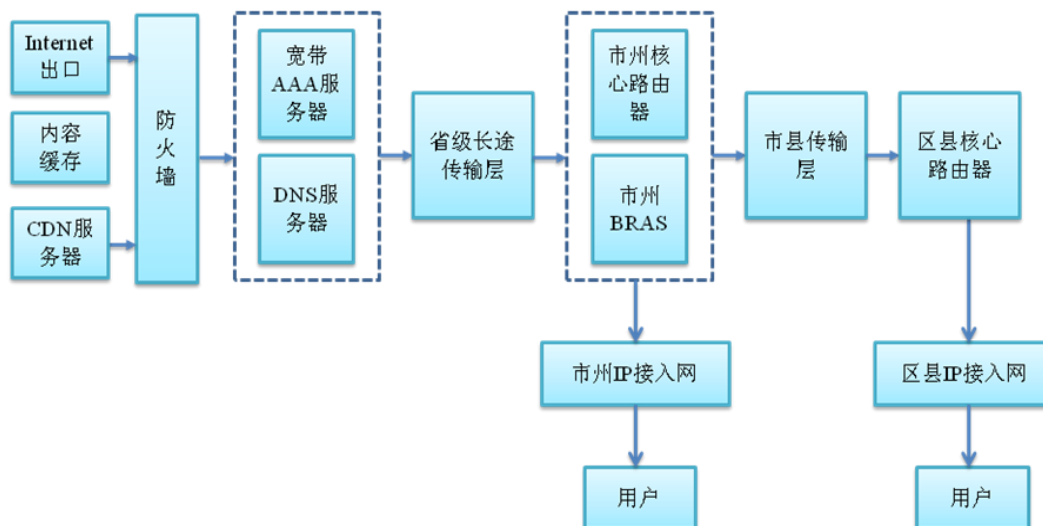 Internet
出口
内容
缓存
CDN服
务器
防
火
墙
宽带
AAA服
务器
DNS服
务器
省级长途
传输层
市州核
心路由
器
市州
BRAS
市县传输
层
区县核心
路由器
市州IP接入网
区县IP接入网
用户
用户